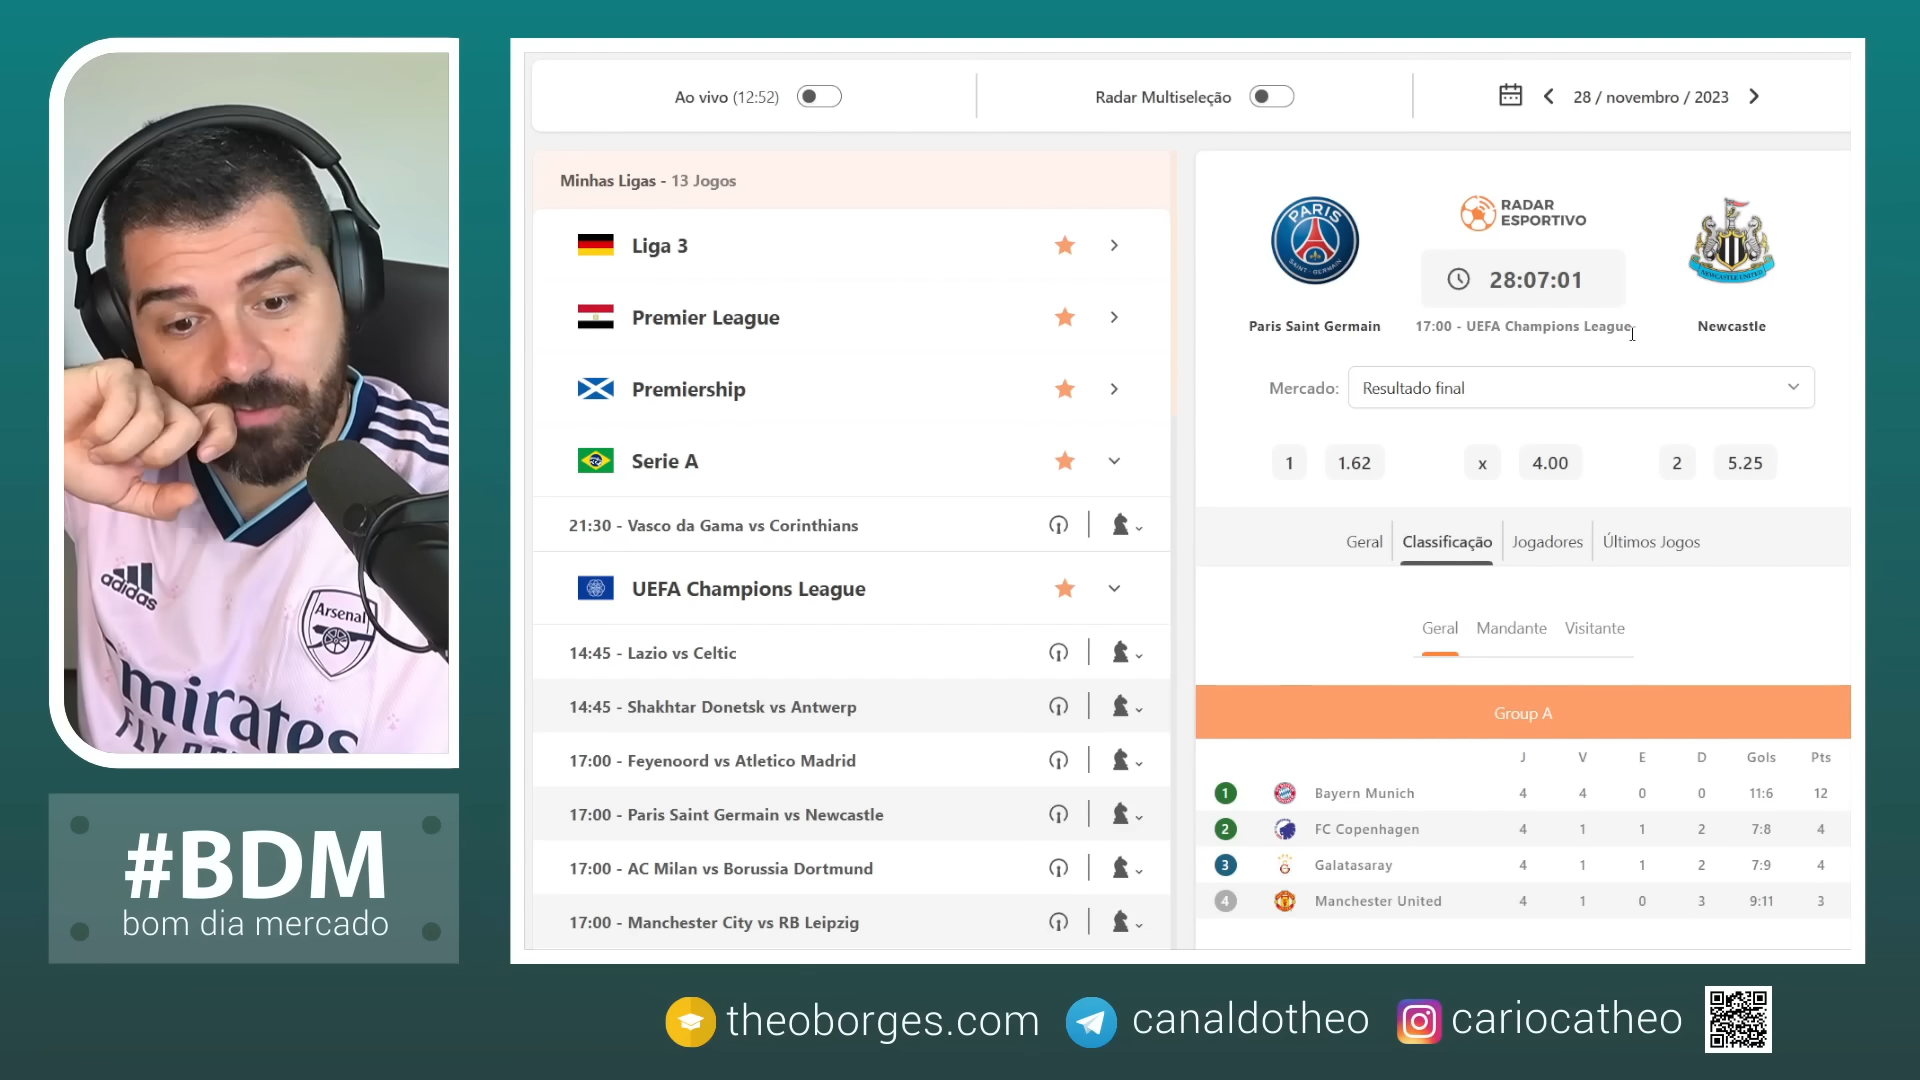 Ao vivo (12:52)
Radar Multiseleção
28 / novembro / 2023
Minhas Ligas - 13 Jogos
Liga 3
Premier League
Premiership
Serie A
21:30 - Vasco da Gama vs Corinthians
UEFA Champions League
14:45 - Lazio vs Celtic
14:45 - Shakhtar Donetsk vs Antwerp
17:00 - Feyenoord vs Atletico Madrid
17:00 - Paris Saint Germain vs Newcastle
17:00 - AC Milan vs Borussia Dortmund
17:00 - Manchester City vs RB Leipzig
PARIS
SAINT-GERMAIN
RADAR
ESPORTIVO
NEWCASTLE UNITED
28:07:01
Paris Saint Germain
17:00 - UEFA Champions League
Newcastle
Mercado: Resultado final
1 1.62 x 4.00 2 5.25
Geral Classificação Jogadores Últimos Jogos
Geral Mandante Visitante
Group A
J V E D Gols Pts
1 Bayern Munich 4 4 0 0 11:6 12
2 FC Copenhagen 4 1 1 2 7:8 4
3 Galatasaray 4 1 1 2 7:9 4
4 Manchester United 4 1 0 3 9:11 3
adidas
Arsenal
mirates
FLY
#BDM
bom dia mercado
theoborges.com
canaldotheo
cariocatheo